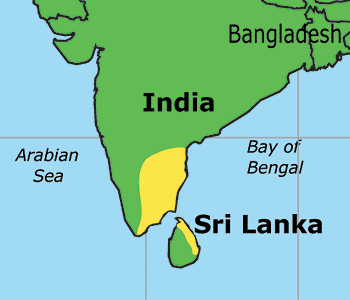 Bangladesh
India
Arabian
Sea
Bay of
Bengal
Sri Lanka